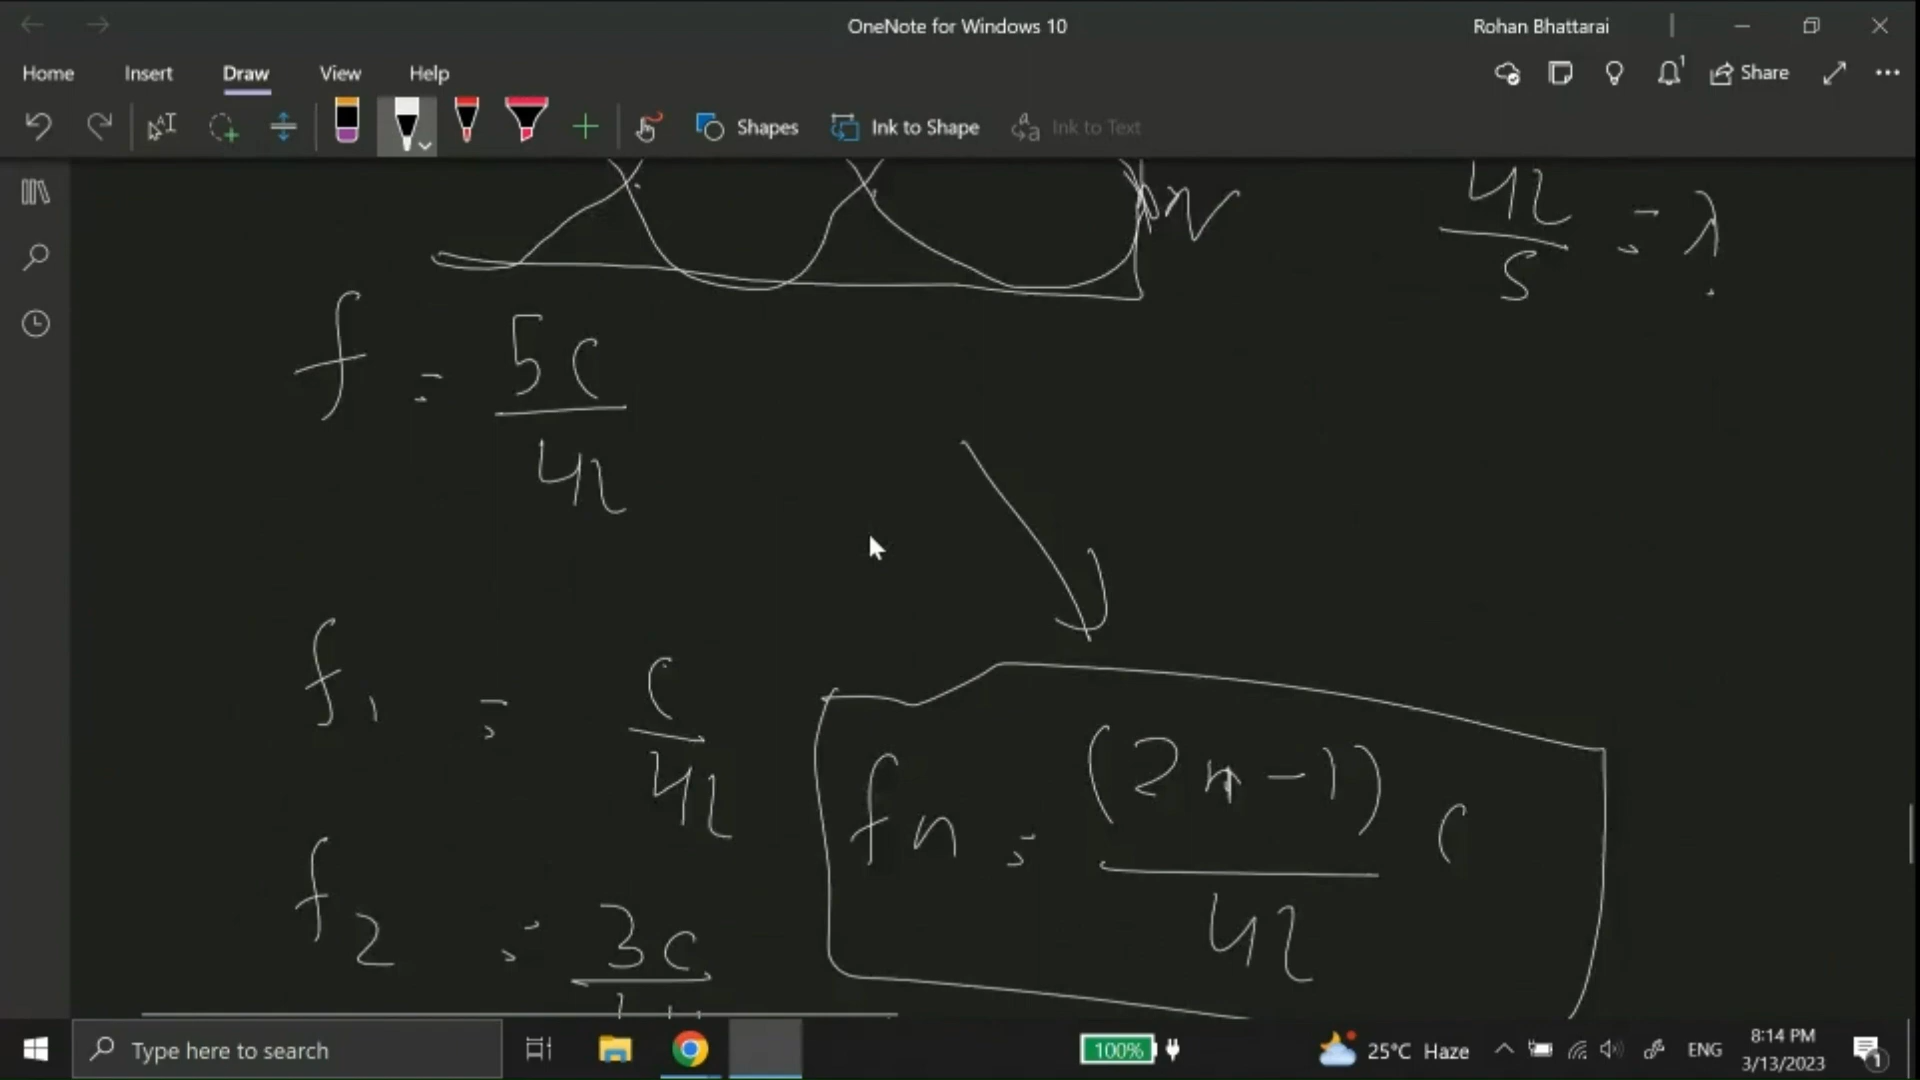 OneNote for Windows 10
Rohan Bhattarai
Home Insert Draw View Help
Share
Shapes Ink to Shape Ink to Text
N
4l/5 = λ
f = 5c/4l
f1 = c/4l
fn = (2n-1)/4l c
f2 = 3c
Type here to search
100%
25°C Haze
ENG
8:14 PM
3/13/2023
1